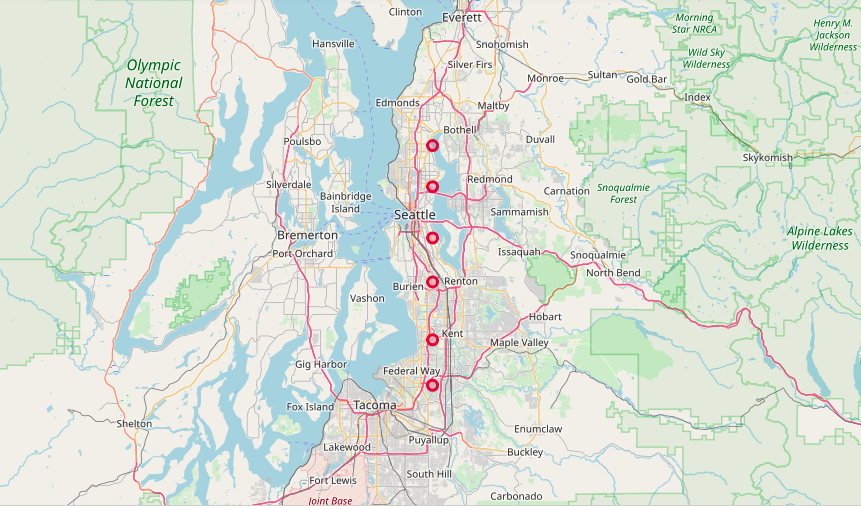 Clinton
Everett
Hansville
Snohomish
Morning
Star NRCA
Henry M.
Jackson
Wilderness
Olympic
National
Forest
Silver Firs
Wild Sky
Wilderness
Monroe
Sultan
Gold Bar
Index
Edmonds
Maltby
Bothell
Poulsbo
Duvall
Skykomish
Redmond
Silverdale
Carnation
Snoqualmie
Forest
Bainbridge
Island
Seattle
Sammamish
Bremerton
Alpine Lakes
Wilderness
Port Orchard
Issaquah
Snoqualmie
North Bend
Burien
Renton
Vashon
Hobart
Kent
Maple Valley
Gig Harbor
Federal Way
Fox Island
Tacoma
Shelton
Enumclaw
Puyallup
Lakewood
Buckley
South Hill
Fort Lewis
Carbonado
Joint Base